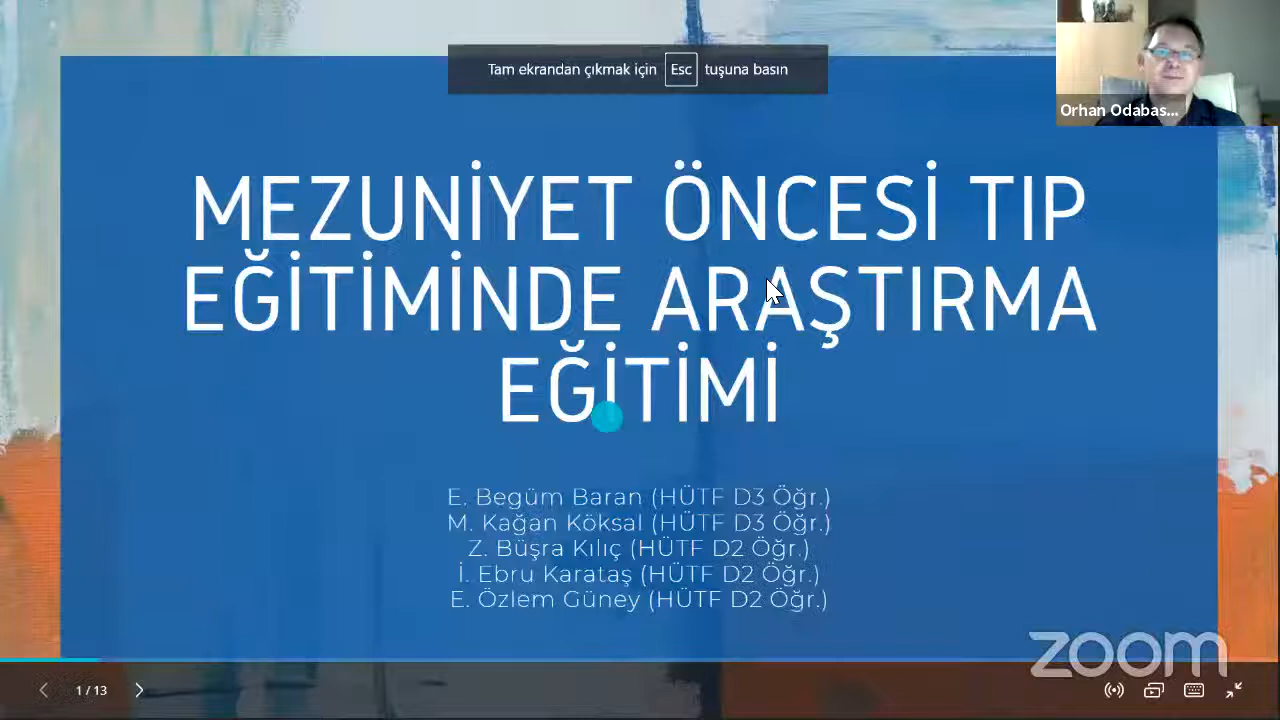 Tam ekrandan çıkmak için Esc tuşuna basın
Orhan Odabas...
MEZUNİYET ÖNCESİ TIP
EĞİTİMİNDE ARAŞTIRMA
EĞİTİMİ
E. Begüm Baran (HÜTF D3 Öğr.)
M. Kağan Köksal (HÜTF D3 Öğr.)
Z. Büşra Kılıç (HÜTF D2 Öğr.)
İ. Ebru Karataş (HÜTF D2 Öğr.)
E. Özlem Güney (HÜTF D2 Öğr.)
zoom
1 / 13